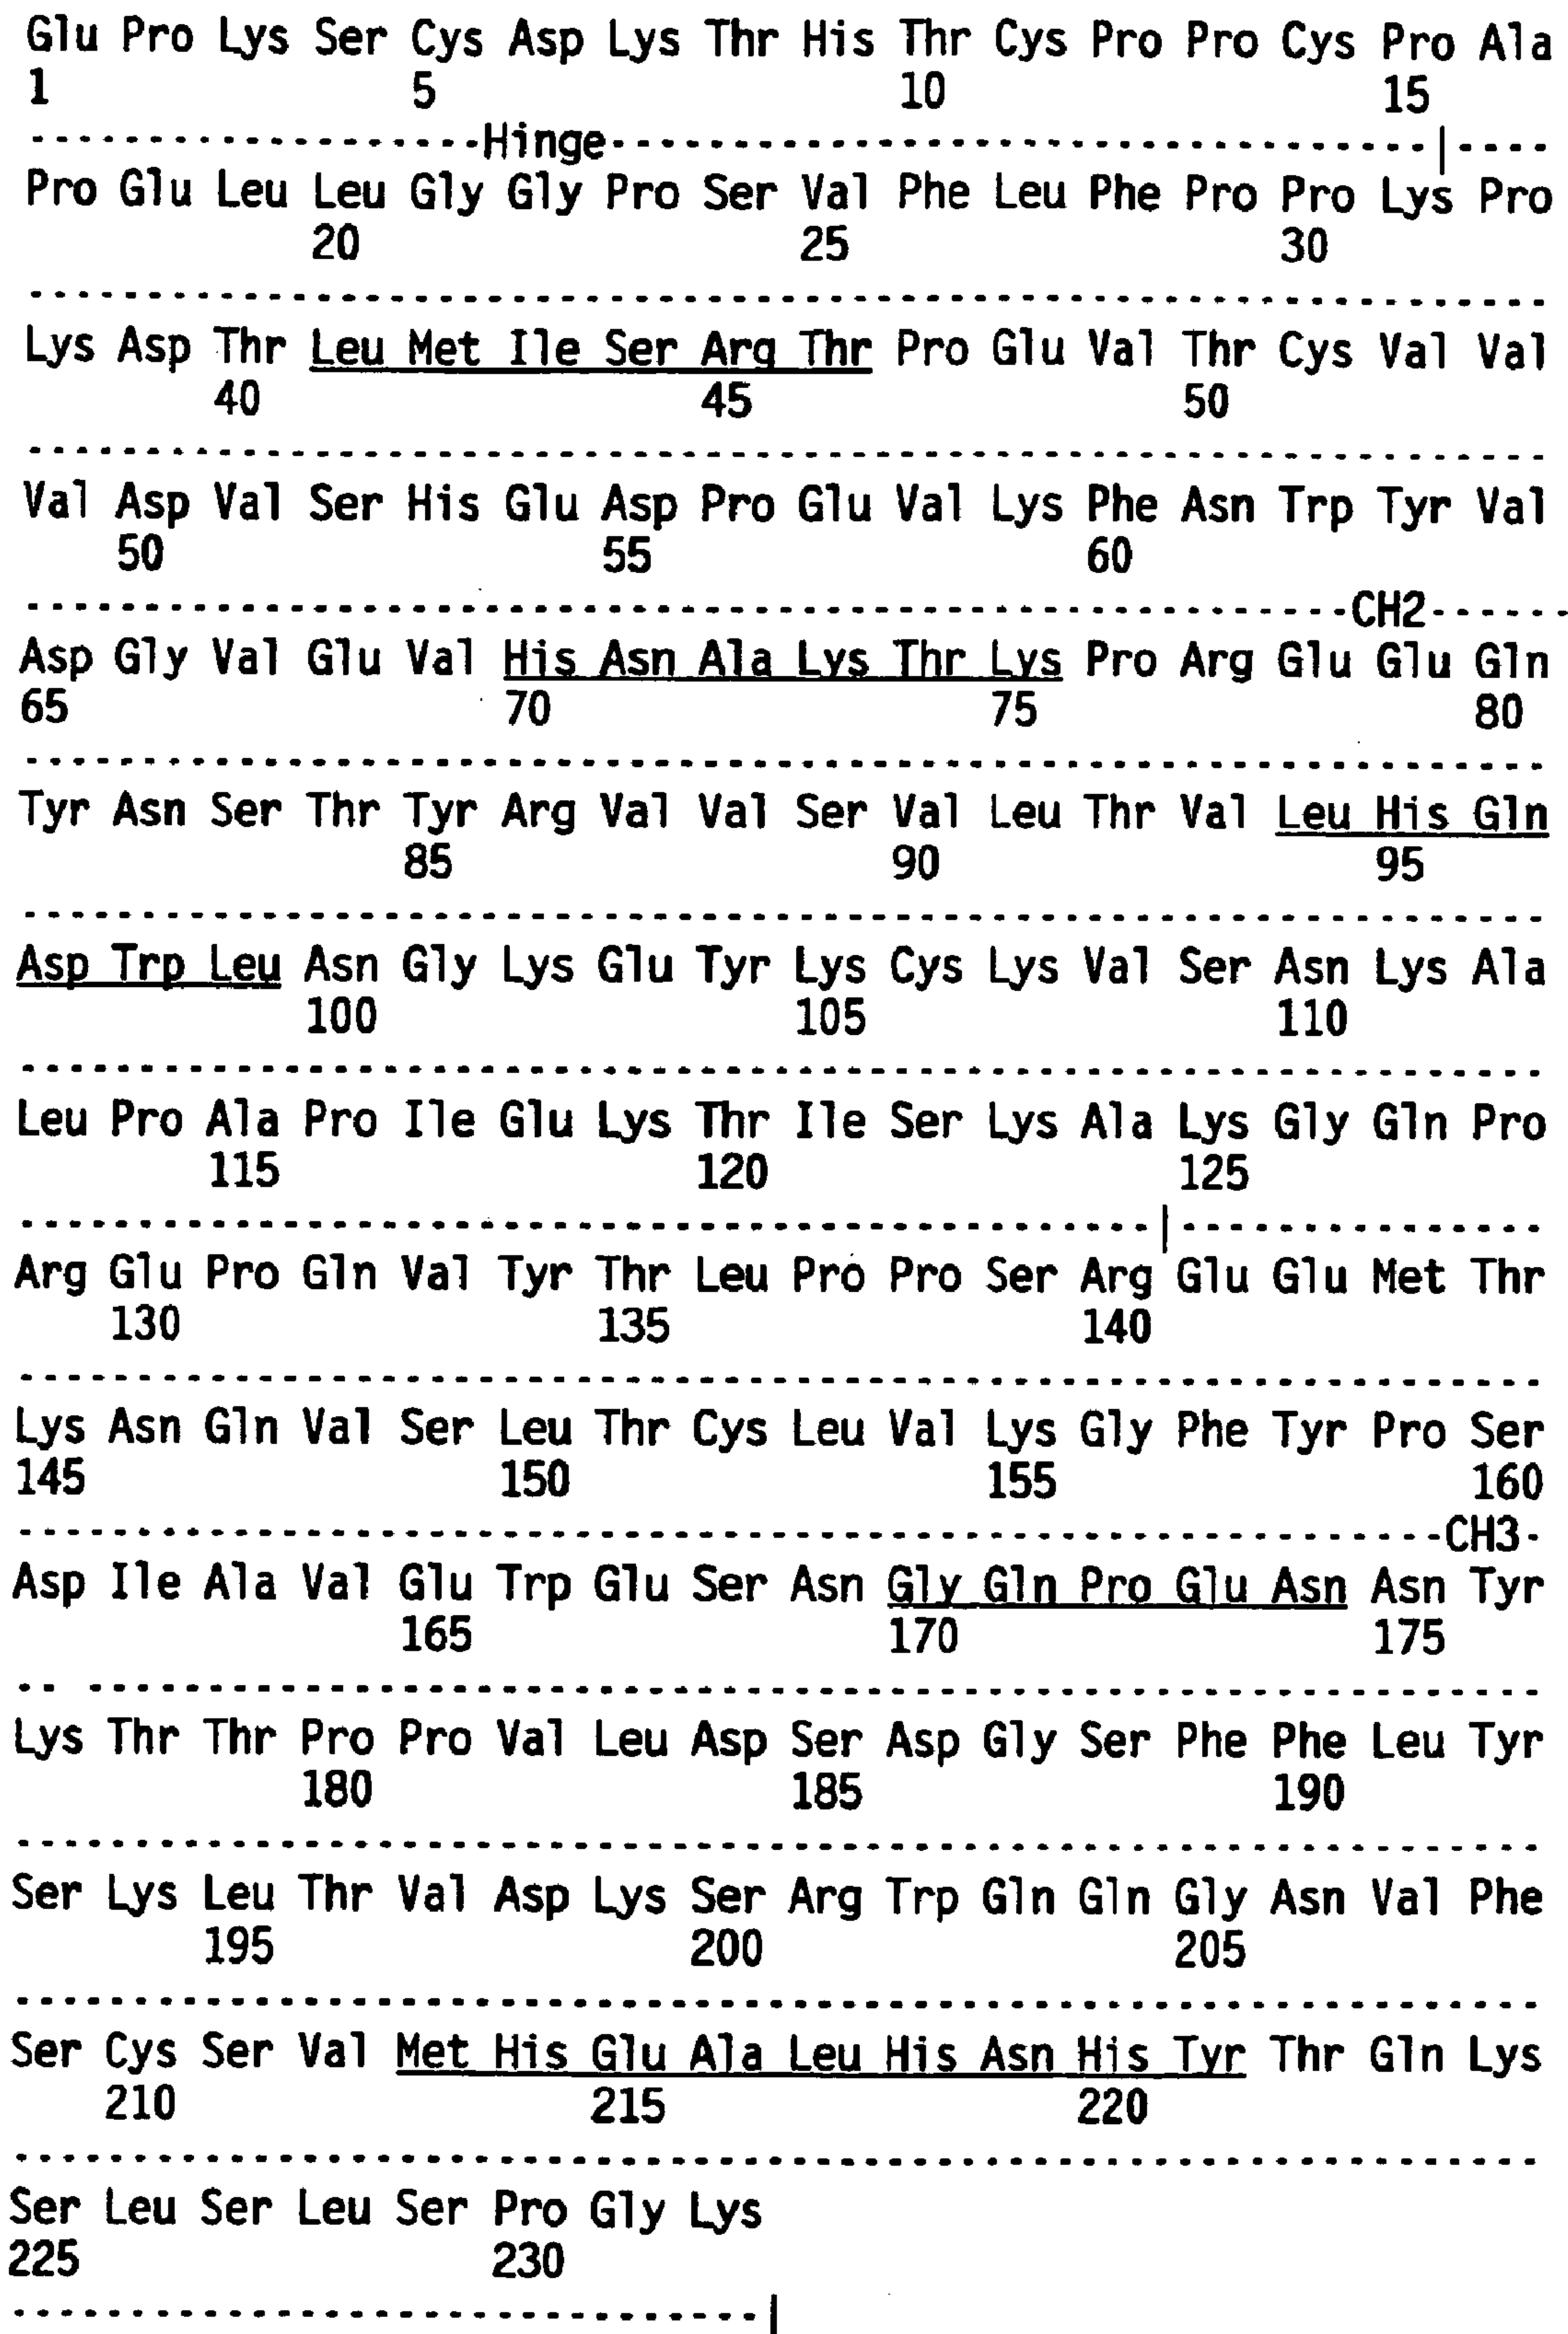 Glu Pro Lys Ser Cys Asp Lys Thr His Thr Cys Pro Pro Cys Pro Ala
1 5 10 15
Hinge
Pro Glu Leu Leu Gly Gly Pro Ser Val Phe Leu Phe Pro Pro Lys Pro
20 25 30
Lys Asp Thr Leu Met Ile Ser Arg Thr Pro Glu Val Thr Cys Val Val
40 45 50
Val Asp Val Ser His Glu Asp Pro Glu Val Lys Phe Asn Trp Tyr Val
50 55 60
CH2
Asp Gly Val Glu Val His Asn Ala Lys Thr Lys Pro Arg Glu Glu Gln
65 70 75 80
Tyr Asn Ser Thr Tyr Arg Val Val Ser Val Leu Thr Val Leu His Gln
85 90 95
Asp Trp Leu Asn Gly Lys Glu Tyr Lys Cys Lys Val Ser Asn Lys Ala
100 105 110
Leu Pro Ala Pro Ile Glu Lys Thr Ile Ser Lys Ala Lys Gly Gln Pro
115 120 125
Arg Glu Pro Gln Val Tyr Thr Leu Pro Pro Ser Arg Glu Glu Met Thr
130 135 140
Lys Asn Gln Val Ser Leu Thr Cys Leu Val Lys Gly Phe Tyr Pro Ser
145 150 155 160
CH3
Asp Ile Ala Val Glu Trp Glu Ser Asn Gly Gln Pro Glu Asn Asn Tyr
165 170 175
Lys Thr Thr Pro Pro Val Leu Asp Ser Asp Gly Ser Phe Phe Leu Tyr
180 185 190
Ser Lys Leu Thr Val Asp Lys Ser Arg Trp Gln Gln Gly Asn Val Phe
195 200 205
Ser Cys Ser Val Met His Glu Ala Leu His Asn His Tyr Thr Gln Lys
210 215 220
Ser Leu Ser Leu Ser Pro Gly Lys
225 230